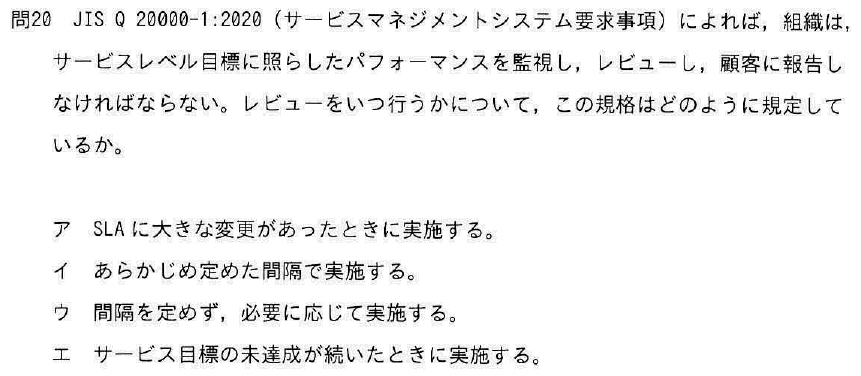 問20 JIS Q 20000-1:2020（サービスマネジメントシステム要求事項）によれば，組織は，
サービスレベル目標に照らしたパフォーマンスを監視し，レビューし，顧客に報告し
なければならない。レビューをいつ行うかについて，この規格はどのように規定して
いるか。
ア SLAに大きな変更があったときに実施する。
イ あらかじめ定めた間隔で実施する。
ウ 間隔を定めず，必要に応じて実施する。
エ サービス目標の未達成が続いたときに実施する。